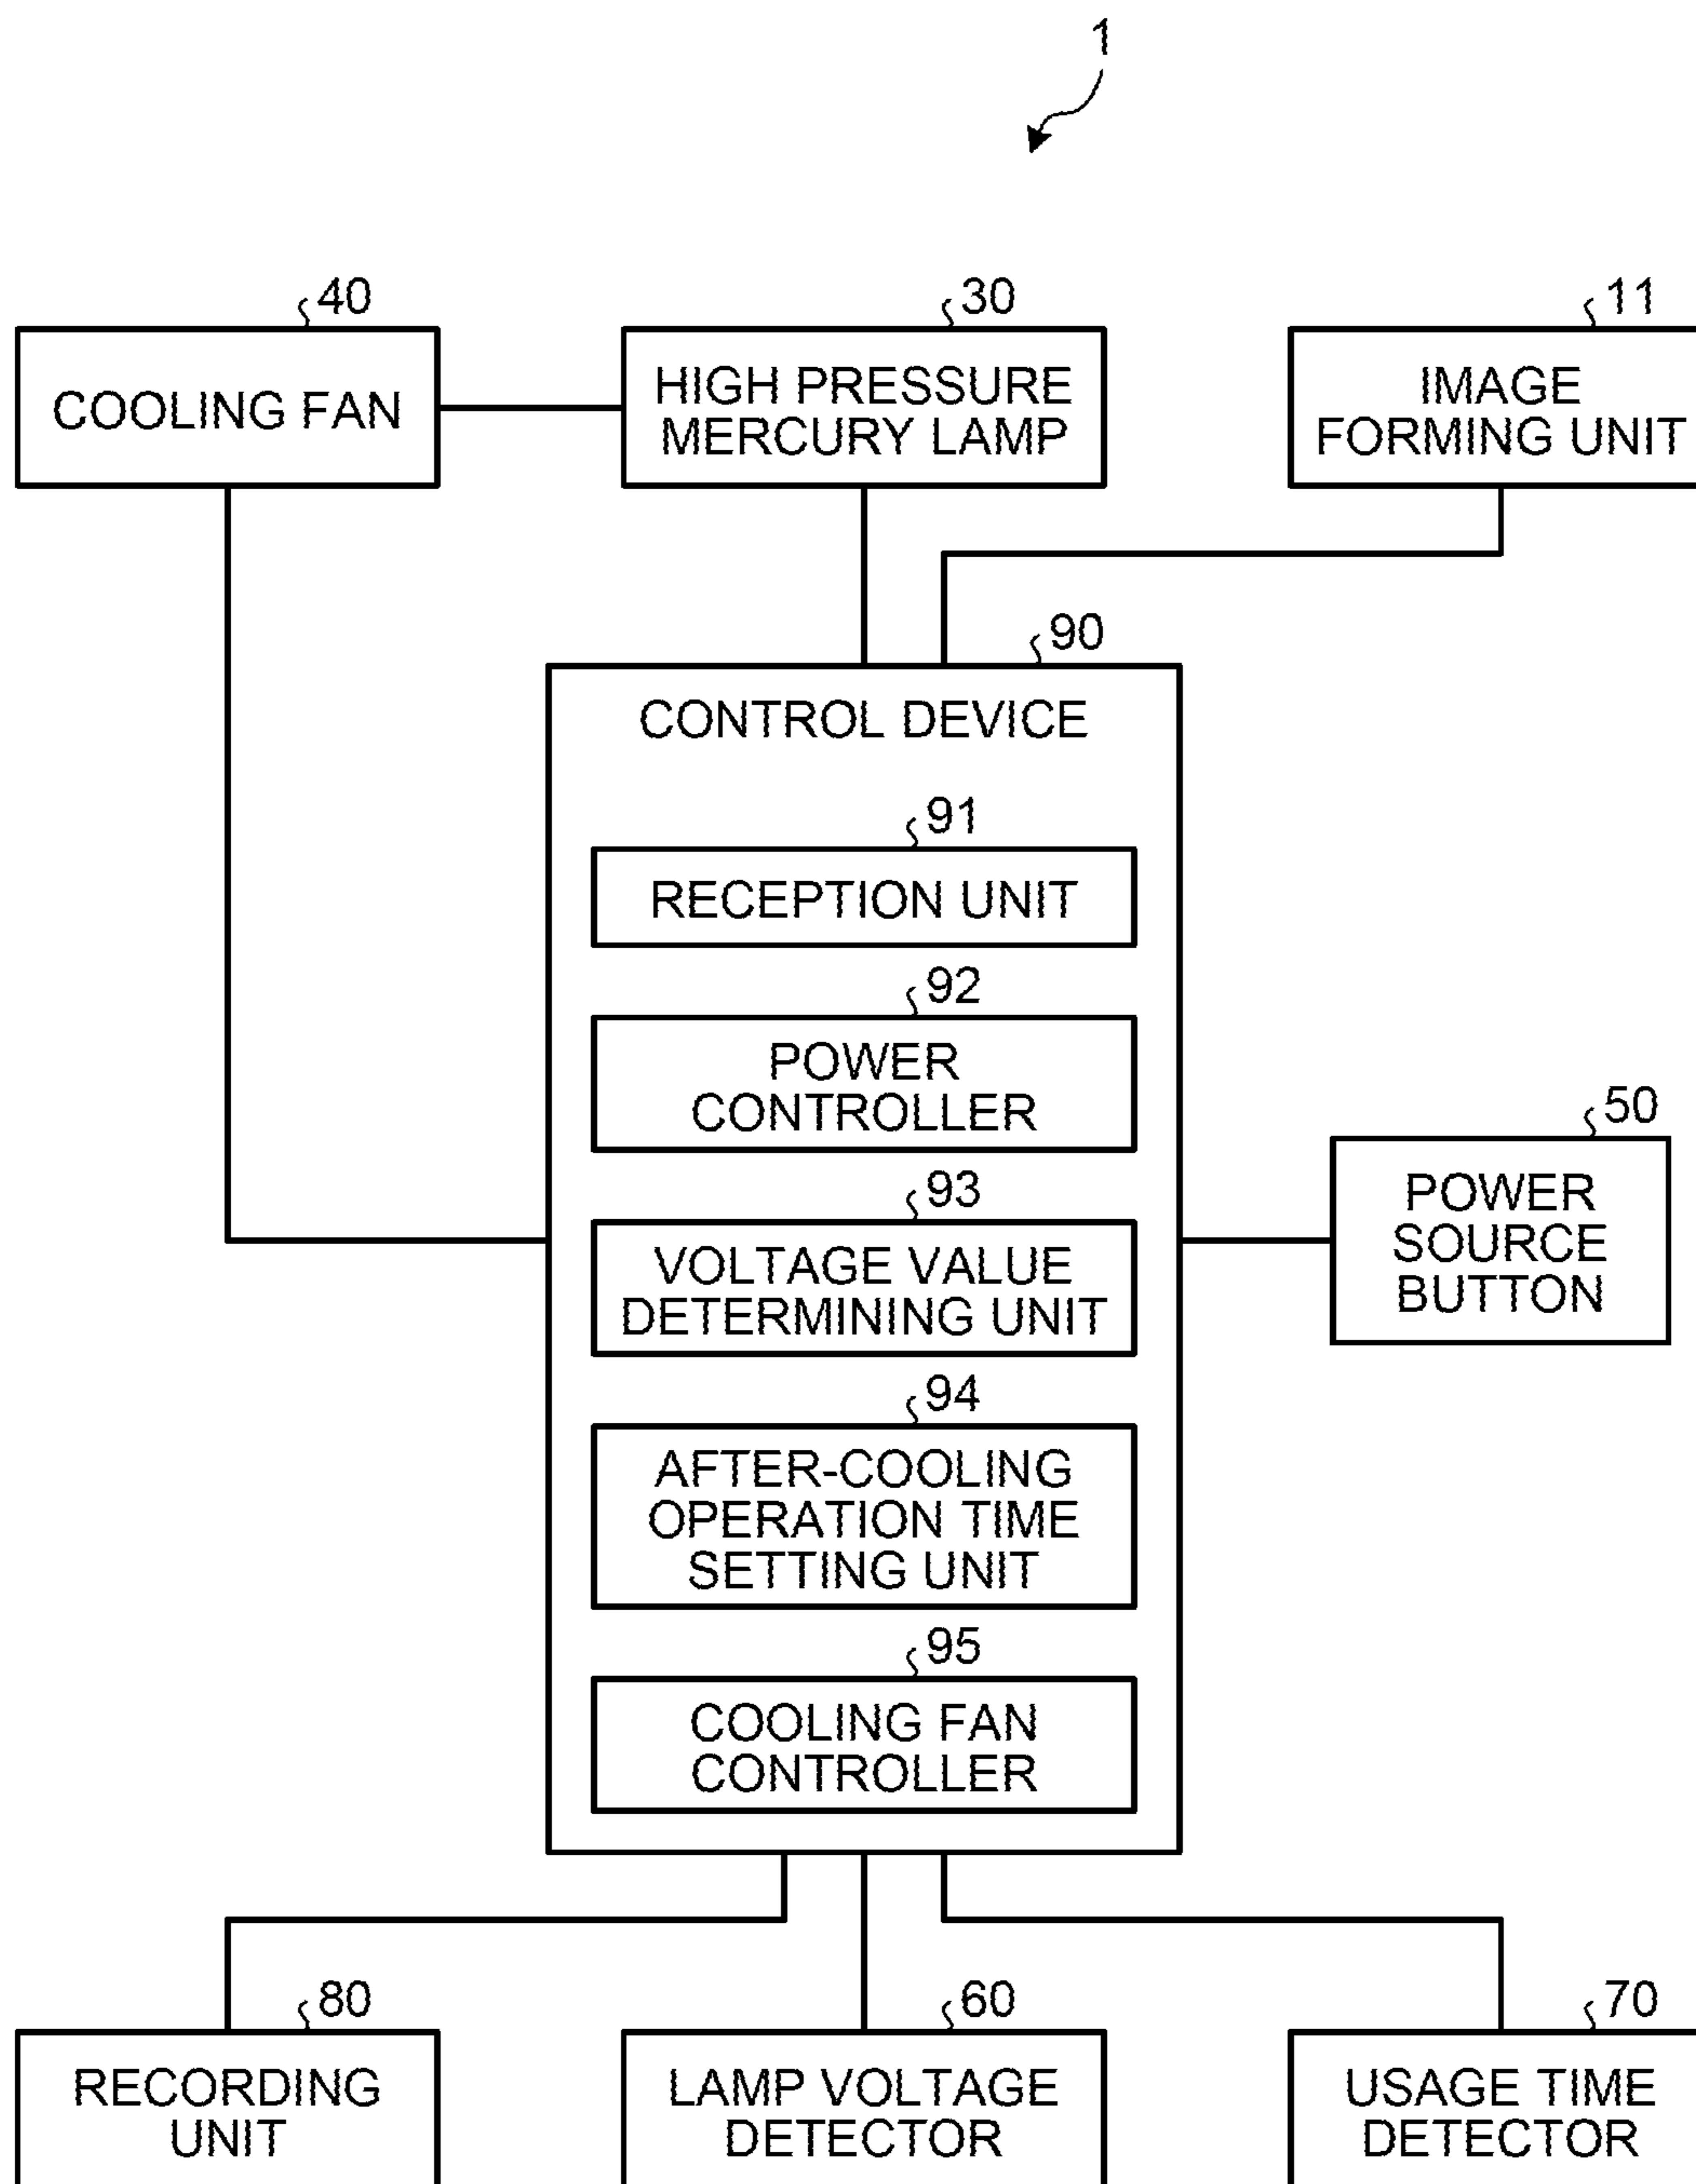 1
40
COOLING FAN
30
HIGH PRESSURE
MERCURY LAMP
11
IMAGE
FORMING UNIT
90
CONTROL DEVICE
91
RECEPTION UNIT
92
POWER
CONTROLLER
93
VOLTAGE VALUE
DETERMINING UNIT
94
AFTER-COOLING
OPERATION TIME
SETTING UNIT
95
COOLING FAN
CONTROLLER
50
POWER
SOURCE
BUTTON
80
RECORDING
UNIT
60
LAMP VOLTAGE
DETECTOR
70
USAGE TIME
DETECTOR